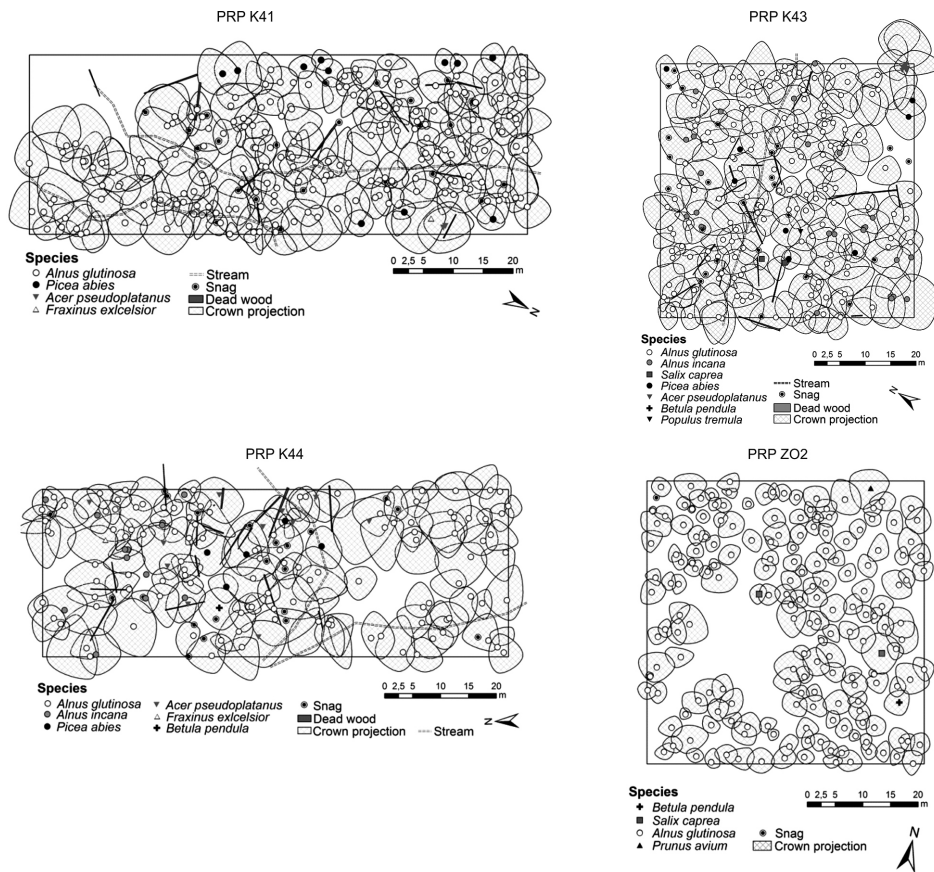 PRP K41
Species
Alnus glutinosa
Picea abies
Acer pseudoplatanus
Fraxinus exlcelsior
Stream
Snag
Dead wood
Crown projection
0 2,5 5 10 15 20
m
N
PRP K43
Species
Alnus glutinosa
Alnus incana
Salix caprea
Picea abies
Acer pseudoplatanus
Betula pendula
Populus tremula
Stream
Snag
Dead wood
Crown projection
0 2,5 5 10 15 20
m
N
PRP K44
Species
Alnus glutinosa
Alnus incana
Picea abies
Acer pseudoplatanus
Fraxinus exlcelsior
Betula pendula
Snag
Dead wood
Crown projection
Stream
0 2,5 5 10 15 20
m
N
PRP ZO2
Species
Betula pendula
Salix caprea
Alnus glutinosa
Prunus avium
Snag
Crown projection
0 2,5 5 10 15 20
m
N